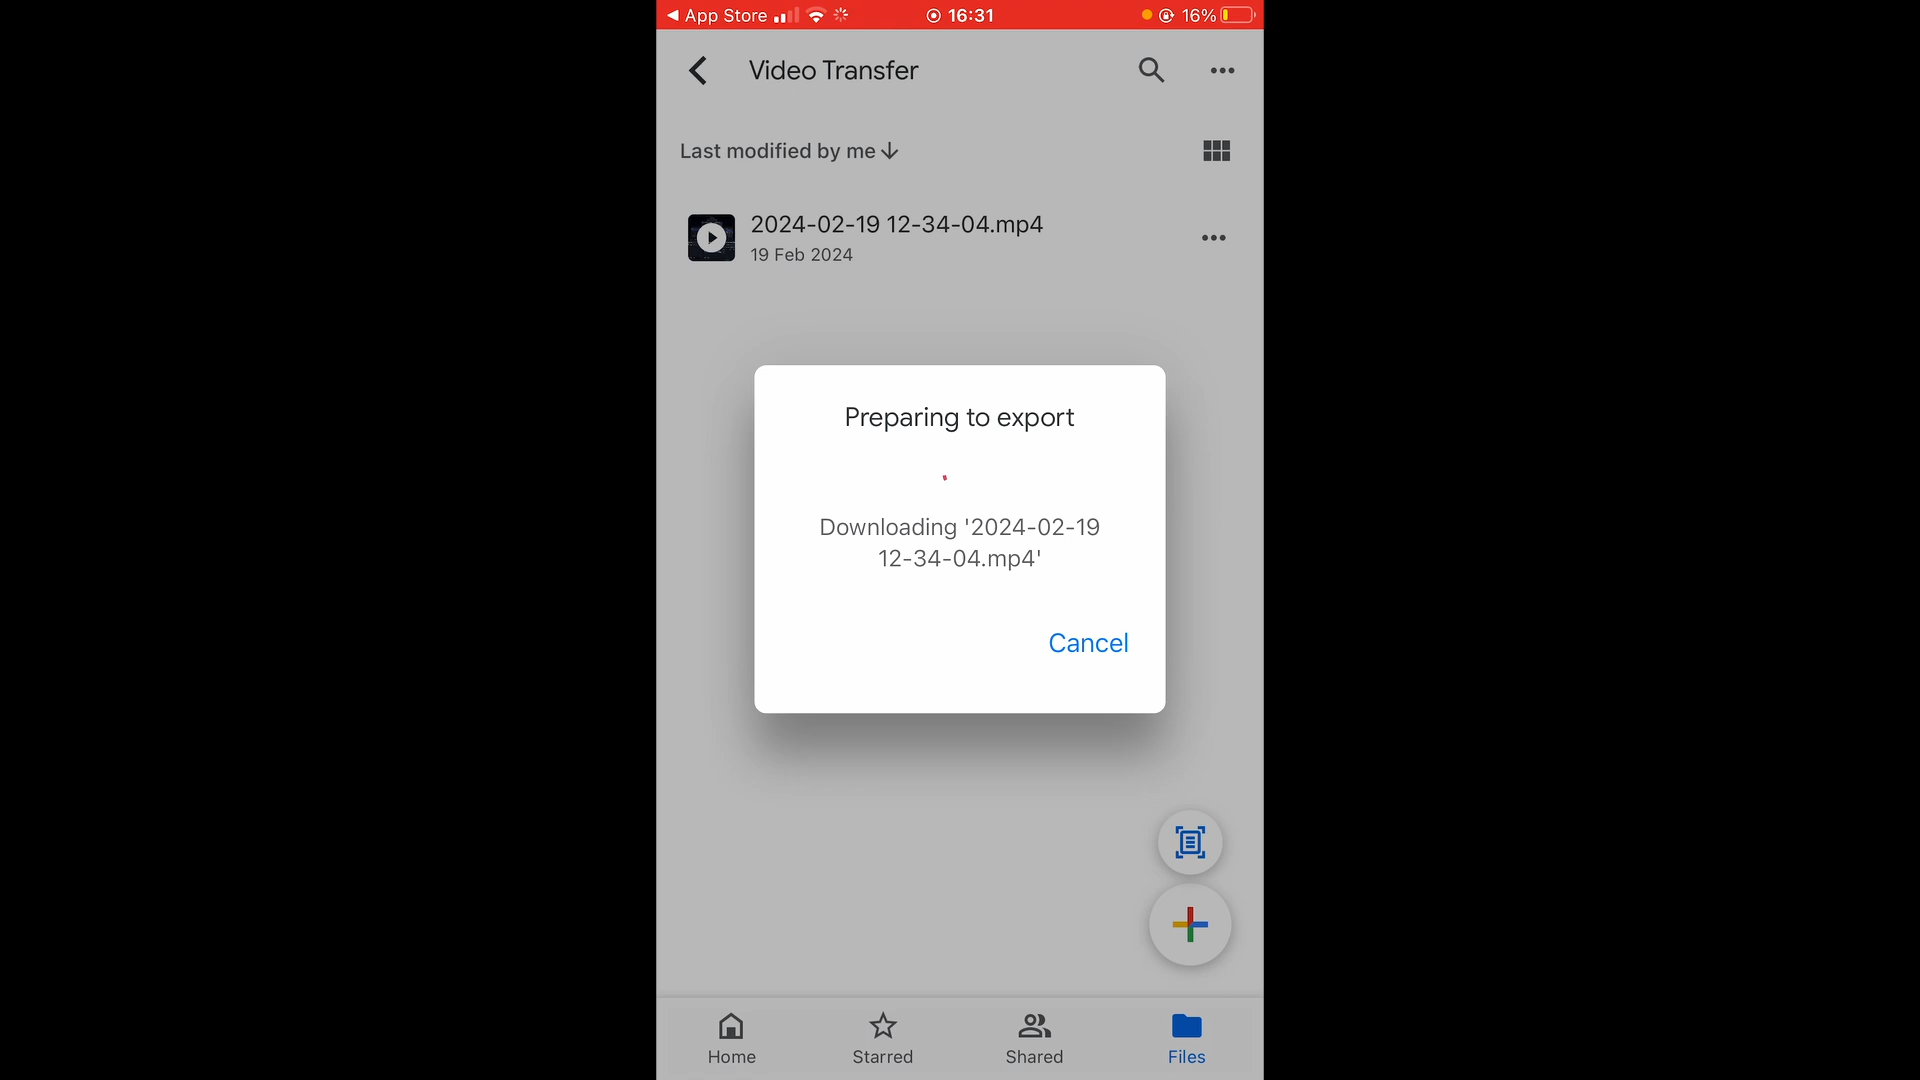 App Store 16:31 16%
Video Transfer
Last modified by me
2024-02-19 12-34-04.mp4
19 Feb 2024
Preparing to export
Downloading '2024-02-19
12-34-04.mp4'
Cancel
Home Starred Shared Files